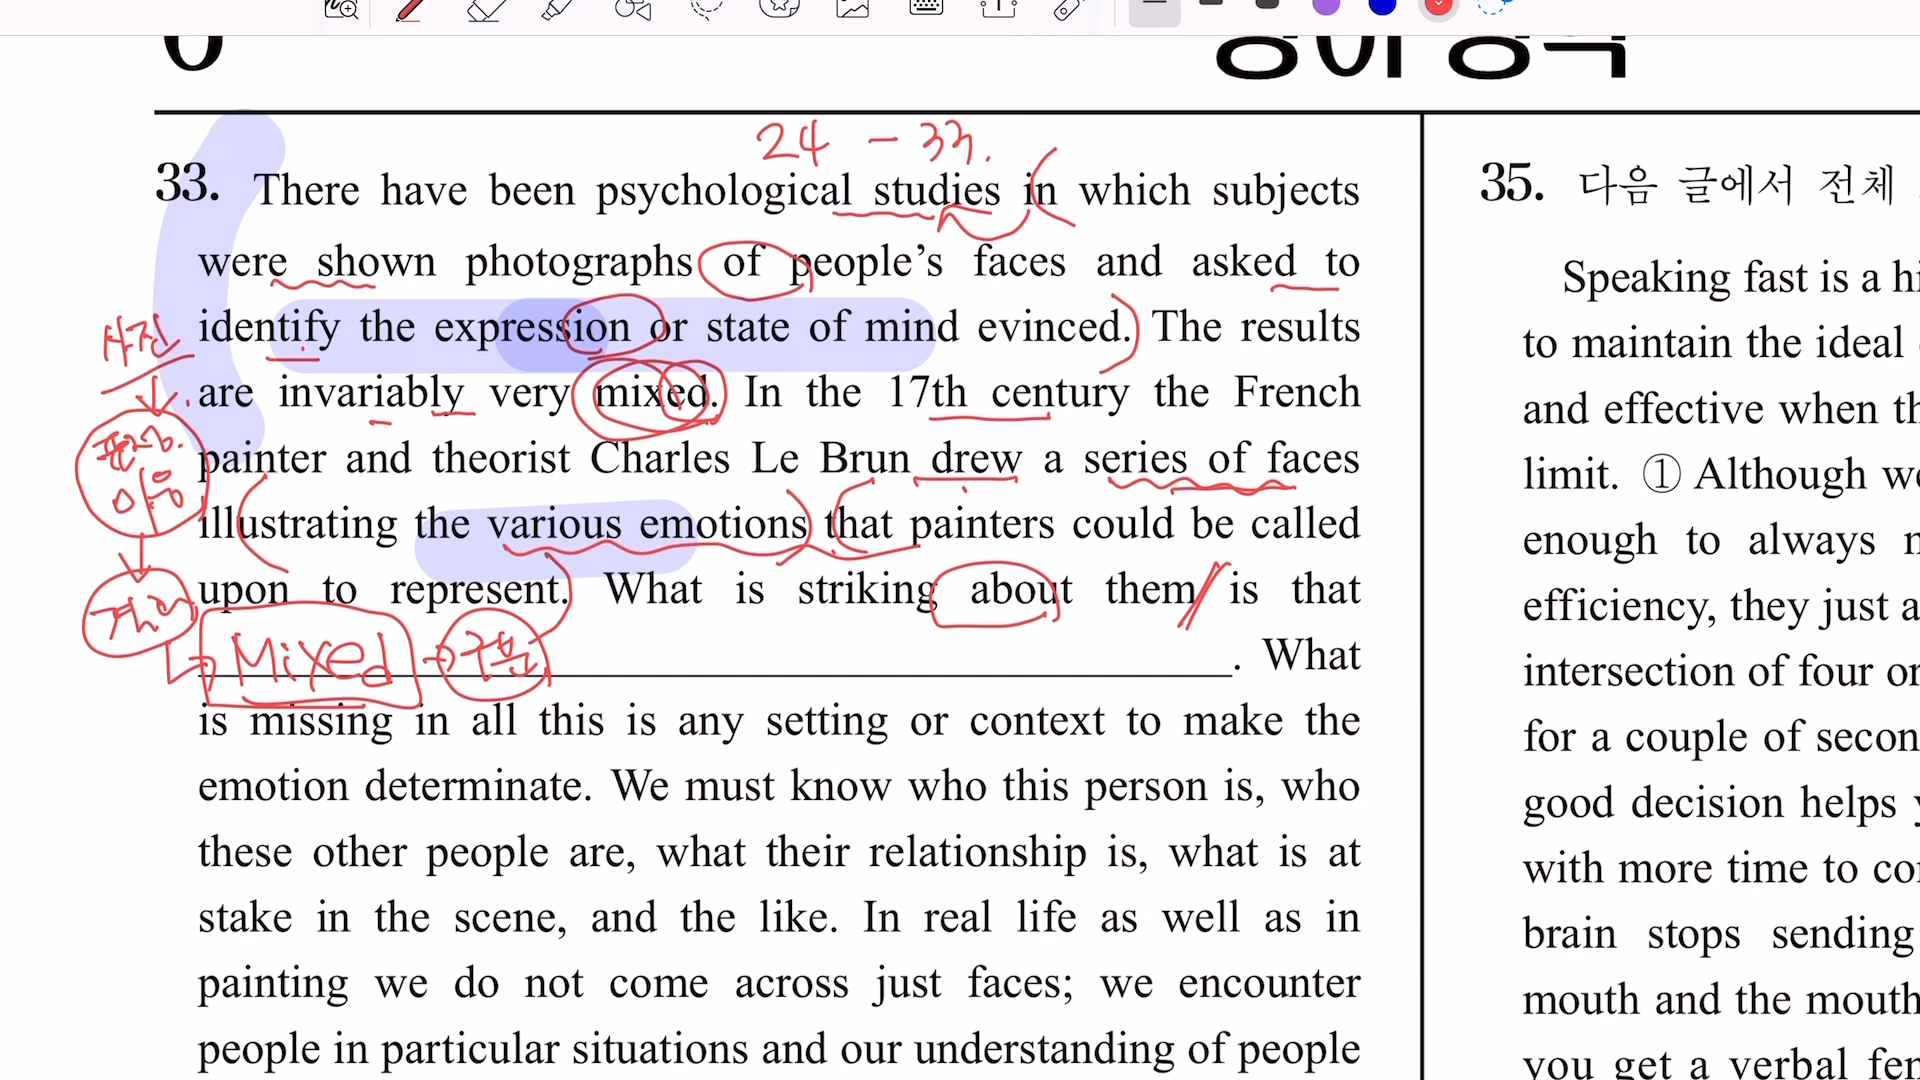 영어 영역
24 - 33.
33. There have been psychological studies in which subjects
were shown photographs of people's faces and asked to
identify the expression or state of mind evinced. The results
are invariably very mixed. In the 17th century the French
painter and theorist Charles Le Brun drew a series of faces
illustrating the various emotions that painters could be called
upon to represent. What is striking about them is that
. What
is missing in all this is any setting or context to make the
emotion determinate. We must know who this person is, who
these other people are, what their relationship is, what is at
stake in the scene, and the like. In real life as well as in
painting we do not come across just faces; we encounter
people in particular situations and our understanding of people
사진
결과
Mixed
구분
35. 다음 글에서 전체
Speaking fast is a hi
to maintain the ideal
and effective when th
limit. ① Although we
enough to always
efficiency, they just a
intersection of four or
for a couple of secon
good decision helps y
with more time to co
brain stops sending
mouth and the mouth
you get a verbal fen